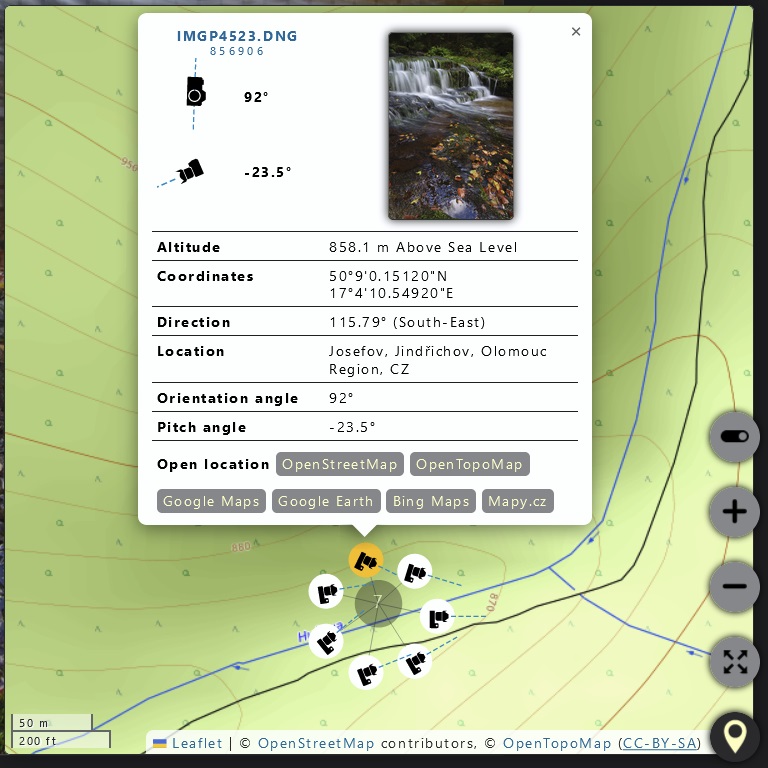 IMGP4523.DNG
856906
×
92°
-23.5°
Altitude 858.1 m Above Sea Level
Coordinates 50°9'0.15120"N
17°4'10.54920"E
Direction 115.79° (South-East)
Location Josefov, Jindřichov, Olomouc
Region, CZ
Orientation angle 92°
Pitch angle -23.5°
Open location OpenStreetMap OpenTopoMap
Google Maps Google Earth Bing Maps Mapy.cz
880
7
870
50 m
200 ft
Leaflet | © OpenStreetMap contributors, © OpenTopoMap (CC-BY-SA)